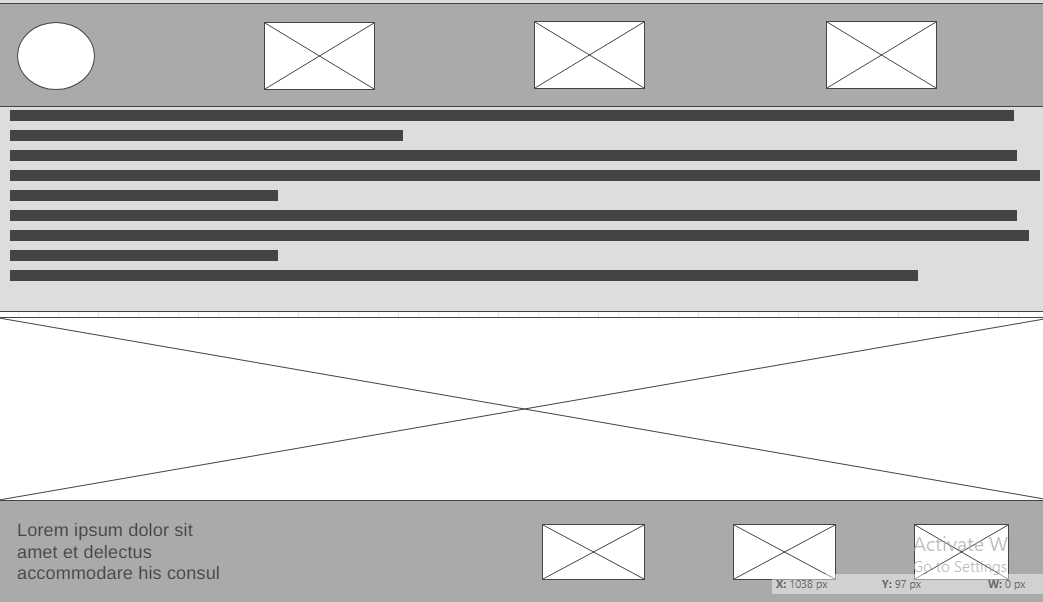 Lorem ipsum dolor sit
amet et delectus
accommodare his consul
Activate W
Go to Settings
X: 1038 px Y: 97 px W: 0 px